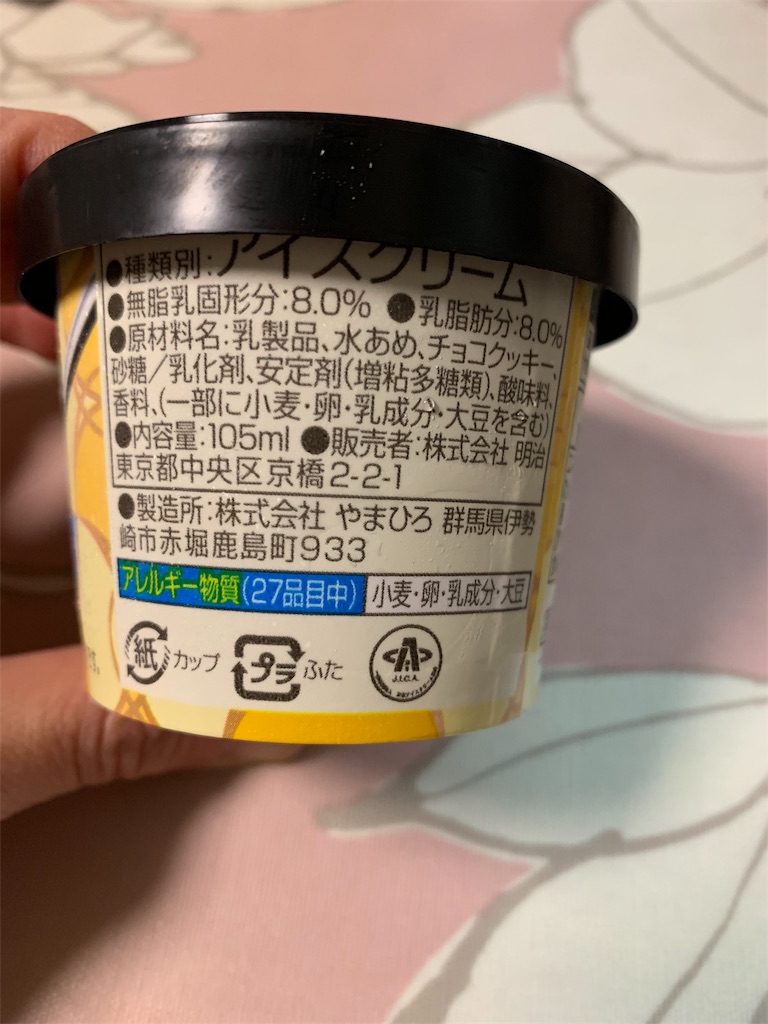 ●種類別:アイスクリーム
●無脂乳固形分:8.0% ●乳脂肪分:8.0%
●原材料名:乳製品、水あめ、チョコクッキー、
砂糖/乳化剤、安定剤(増粘多糖類)、酸味料、
香料、(一部に小麦・卵・乳成分・大豆を含む)
●内容量:105ml ●販売者:株式会社 明治
東京都中央区京橋2-2-1
●製造所:株式会社 やまひろ 群馬県伊勢
崎市赤堀鹿島町933
アレルギー物質(27品目中) 小麦・卵・乳成分・大豆
紙 カップ プラ ふた
J.I.C.A.